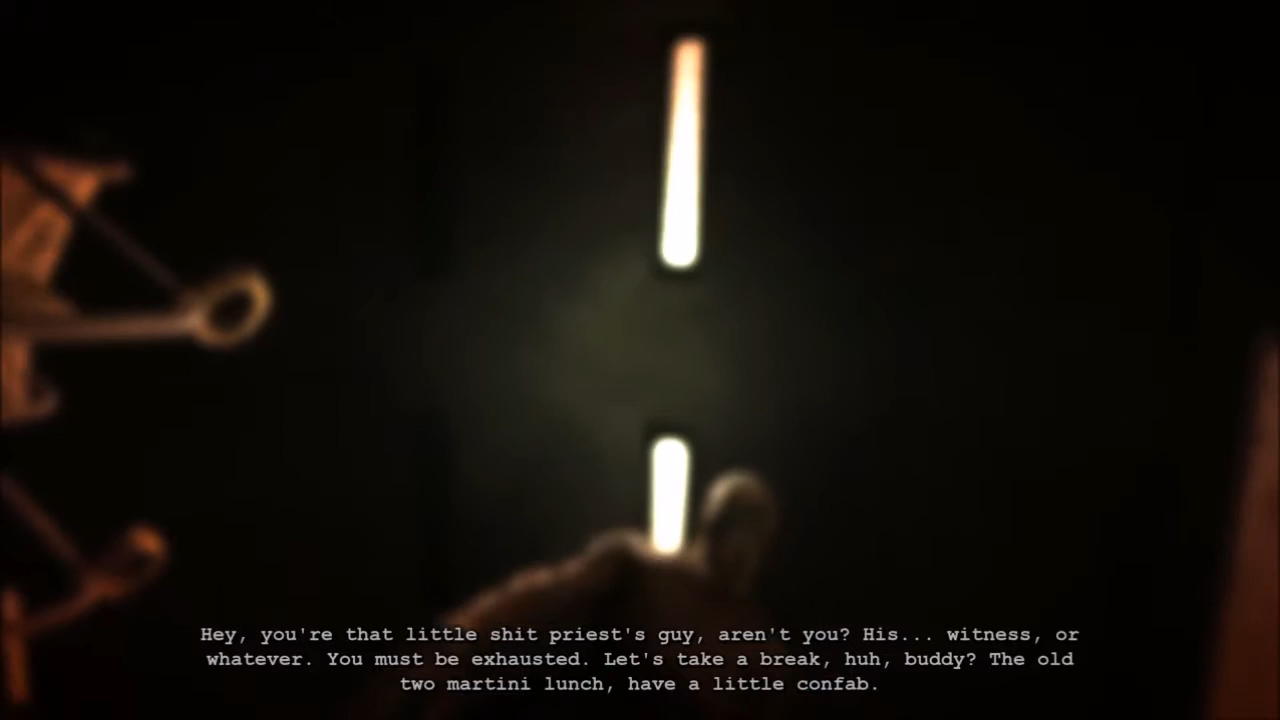 Hey, you're that little shit priest's guy, aren't you? His... witness, or
whatever. You must be exhausted. Let's take a break, huh, buddy? The old
two martini lunch, have a little confab.